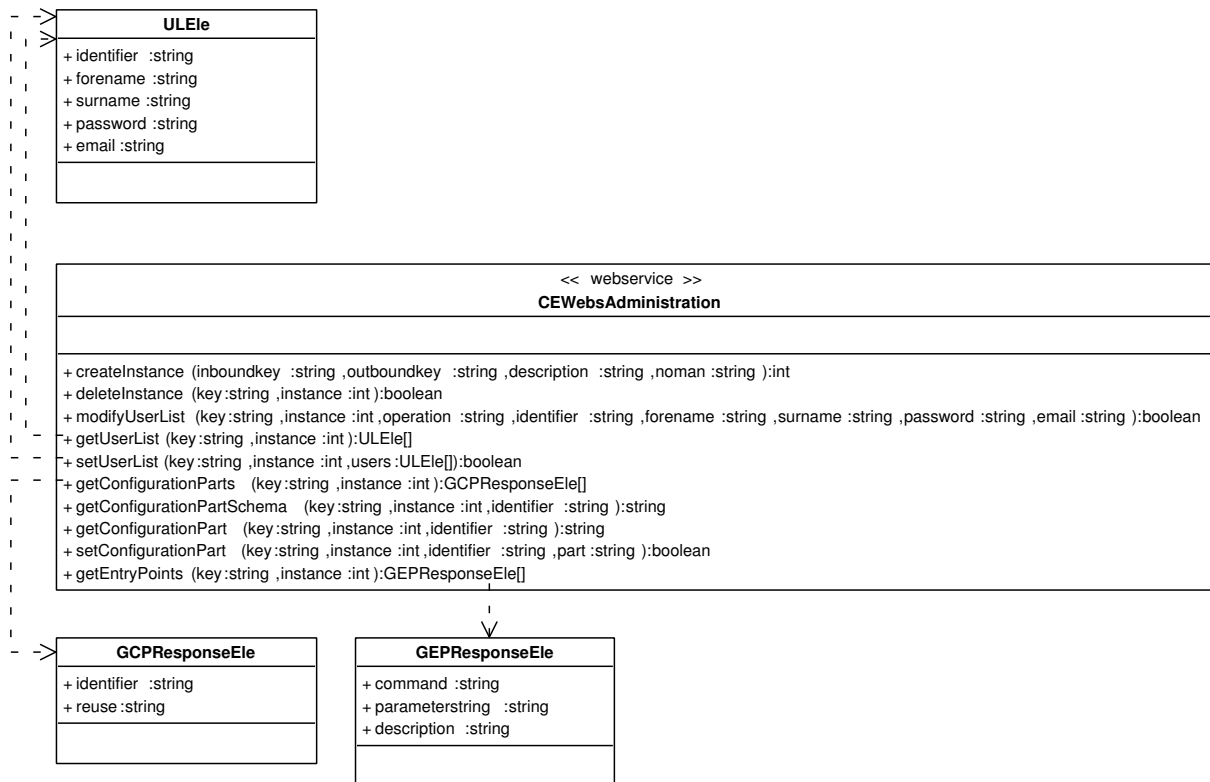 ULEle
+ identifier :string
+ forename :string
+ surname :string
+ password :string
+ email :string
<< webservice >>
CEWebsAdministration
+ createInstance (inboundkey :string ,outboundkey :string ,description :string ,noman :string ):int
+ deleteInstance (key:string ,instance :int ):boolean
+ modifyUserList (key:string ,instance :int ,operation :string ,identifier :string ,forename :string ,surname :string ,password :string ,email :string ):boolean
+ getUserList (key:string ,instance :int):ULEle[]
+ setUserList (key:string ,instance :int ,users :ULEle[]):boolean
+ getConfigurationParts (key:string ,instance :int ):GCPResponseEle[]
+ getConfigurationPartSchema (key:string ,instance :int ,identifier :string ):string
+ getConfigurationPart (key:string ,instance :int ,identifier :string ):string
+ setConfigurationPart (key:string ,instance :int ,identifier :string ,part :string ):boolean
+ getEntryPoints (key:string ,instance :int):GEPResponseEle[]
GCPResponseEle
+ identifier :string
+ reuse :string
GEPResponseEle
+ command :string
+ parameterstring :string
+ description :string